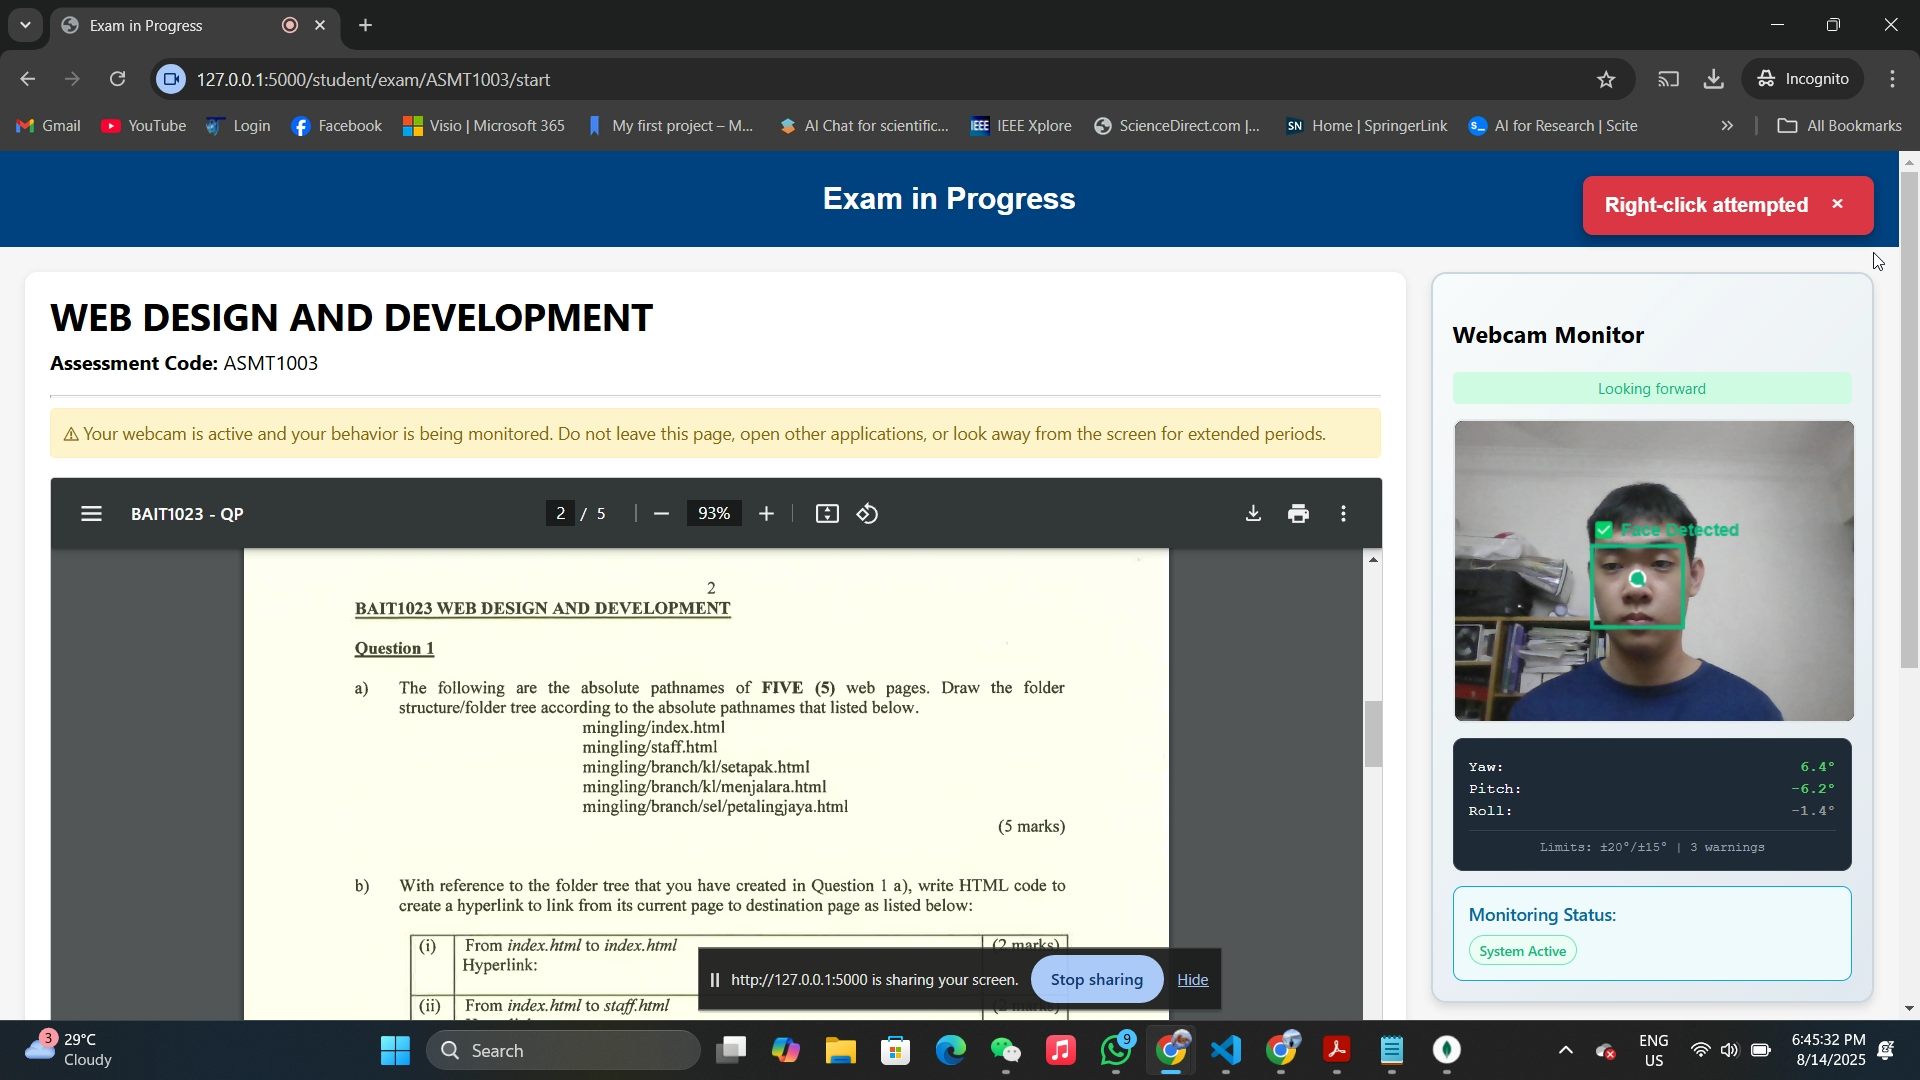 Exam in Progress
127.0.0.1:5000/student/exam/ASMT1003/start
Incognito
Gmail
YouTube
Login
Facebook
Visio | Microsoft 365
My first project – M...
AI Chat for scientific...
IEEE
IEEE Xplore
ScienceDirect.com |...
SN
Home | SpringerLink
AI for Research | Scite
»
All Bookmarks
Exam in Progress
Right-click attempted ×
WEB DESIGN AND DEVELOPMENT
Assessment Code: ASMT1003
⚠ Your webcam is active and your behavior is being monitored. Do not leave this page, open other applications, or look away from the screen for extended periods.
BAIT1023 - QP
2 / 5
93%
2
BAIT1023 WEB DESIGN AND DEVELOPMENT
Question 1
a) The following are the absolute pathnames of FIVE (5) web pages. Draw the folder
structure/folder tree according to the absolute pathnames that listed below.
mingling/index.html
mingling/staff.html
mingling/branch/kl/setapak.html
mingling/branch/kl/menjalara.html
mingling/branch/sel/petalingjaya.html
(5 marks)
b) With reference to the folder tree that you have created in Question 1 a), write HTML code to
create a hyperlink to link from its current page to destination page as listed below:
(i) From index.html to index.html (2 marks)
Hyperlink:
(ii) From index.html to staff.html (2 marks)
http://127.0.0.1:5000 is sharing your screen.
Stop sharing
Hide
Webcam Monitor
Looking forward
✅ Face Detected
Yaw: 6.4°
Pitch: -6.2°
Roll: -1.4°
Limits: ±20°/±15° | 3 warnings
Monitoring Status:
System Active
3
29°C
Cloudy
Search
9
ENG
US
6:45:32 PM
8/14/2025